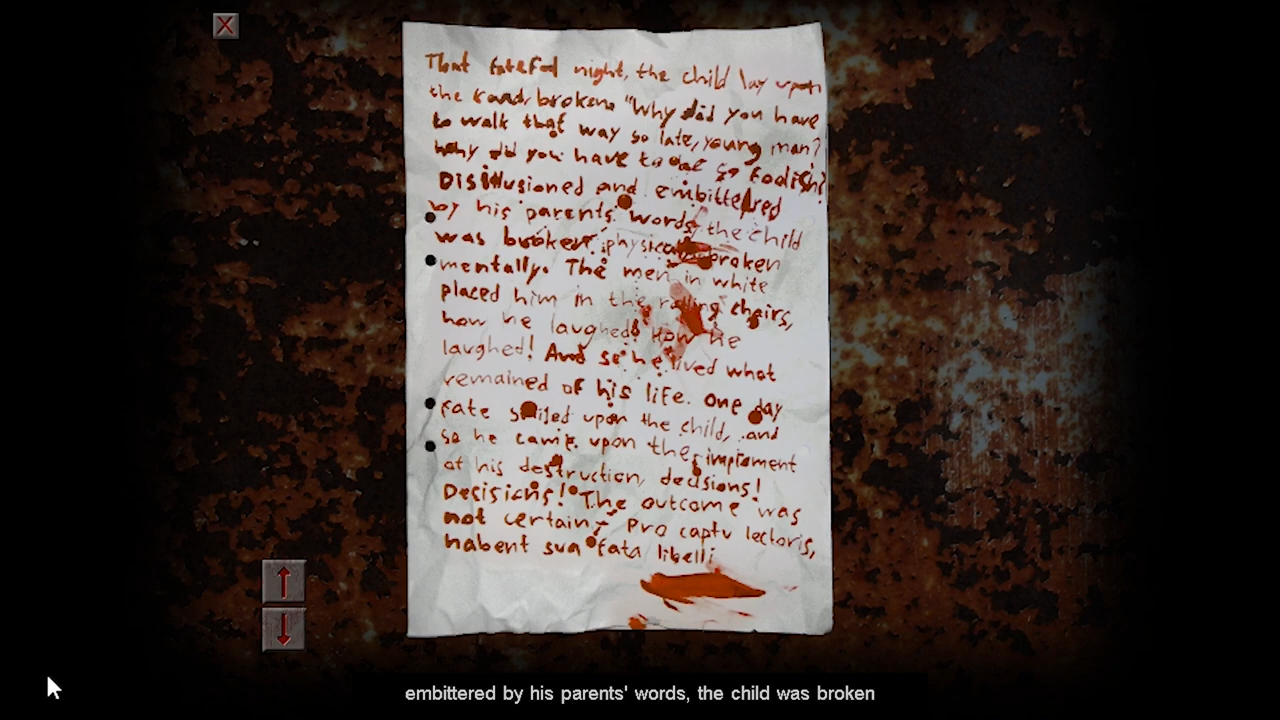 That fateful night, the child lay upon
the road, broken. "Why did you have
to walk that way so late, young man?
Why did you have to be so foolish?
Disillusioned and embittered
by his parents' words, the child
was broken physically, broken
mentally. The men in white
placed him in the rolling chairs,
how he laughed! How he
laughed! And so he lived what
remained of his life. One day
fate smiled upon the child, and
so he came upon the implement
of his destruction, decisions!
Decisions! The outcome was
not certain - Pro captu lectoris,
habent sua fata libelli
embittered by his parents' words, the child was broken